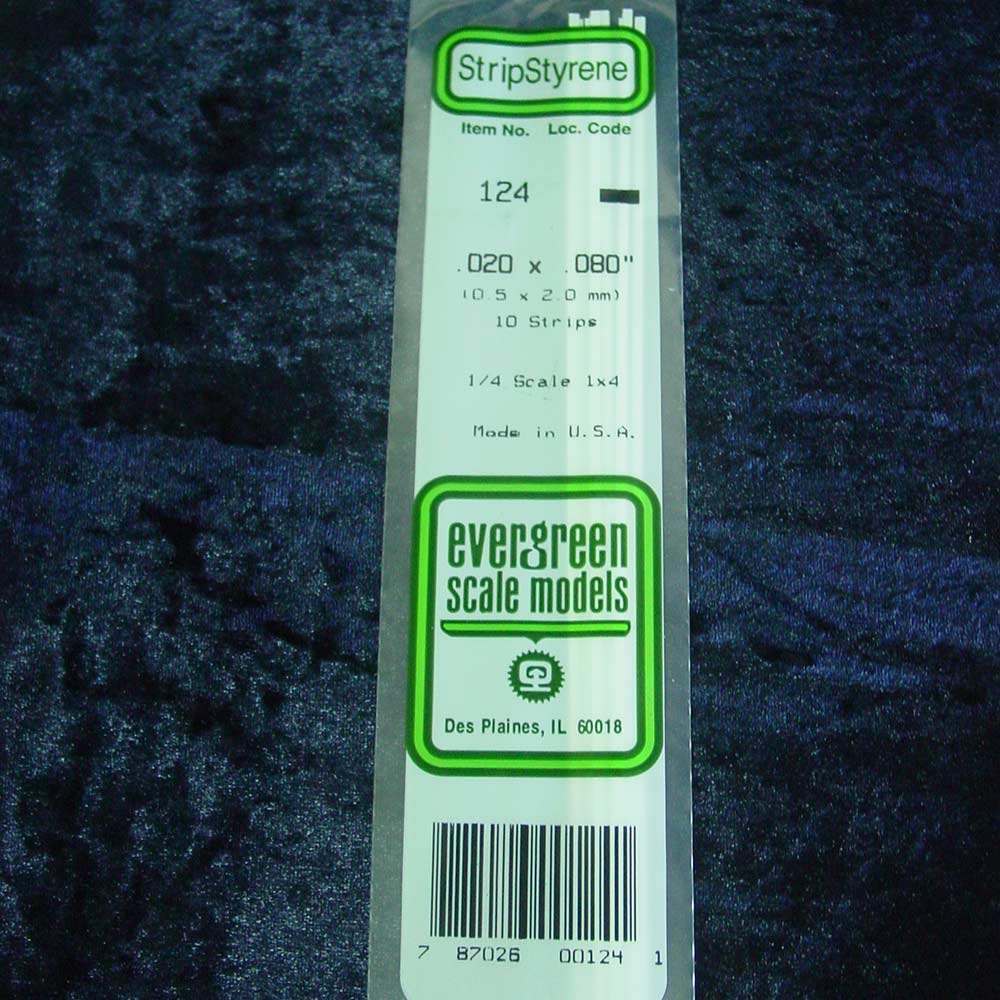 StripStyrene
Item No. Loc. Code
124
.020 x .080"
(0.5 x 2.0 mm)
10 Strips
1/4 Scale 1x4
Made in U.S.A.
evergreen
scale models
Des Plaines, IL 60018
7 87026 00124 1